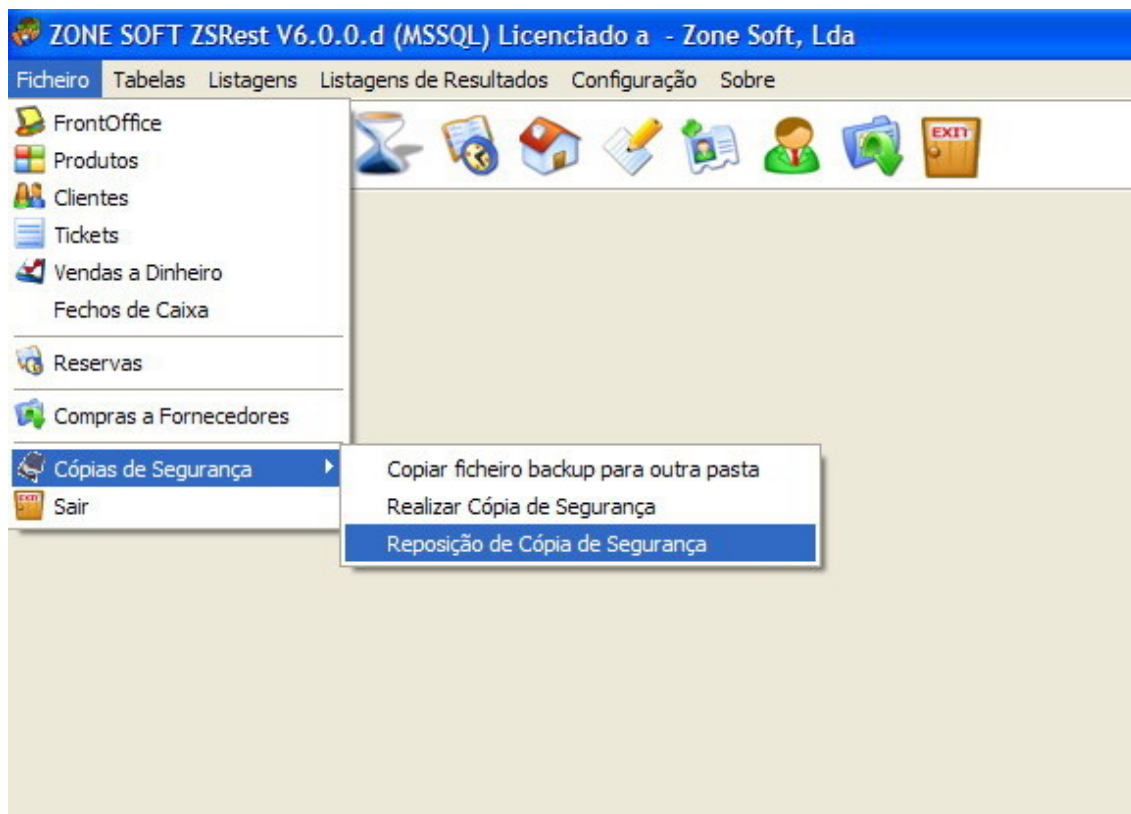 ZONE SOFT ZSRest V6.0.0.d (MSSQL) Licenciado a - Zone Soft, Lda
Ficheiro Tabelas Listagens Listagens de Resultados Configuração Sobre
FrontOffice
EXIT
Produtos
Clientes
Tickets
Vendas a Dinheiro
Fechos de Caixa
Reservas
Compras a Fornecedores
Cópias de Segurança
Copiar ficheiro backup para outra pasta
EXIT
Sair
Realizar Cópia de Segurança
Reposição de Cópia de Segurança